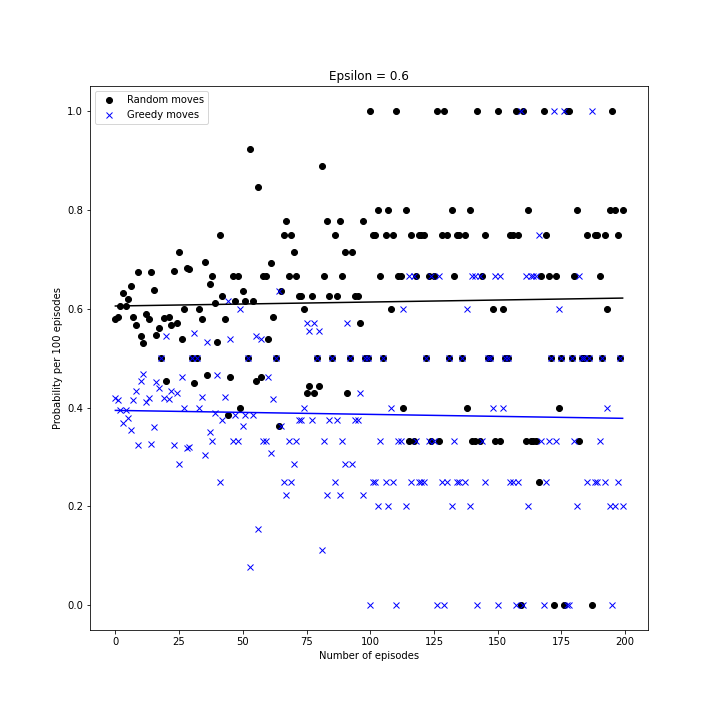 Epsilon = 0.6
Random moves
Greedy moves
1.0
0.8
0.6
0.4
0.2
0.0
Probability per 100 episodes
0 25 50 75 100 125 150 175 200
Number of episodes